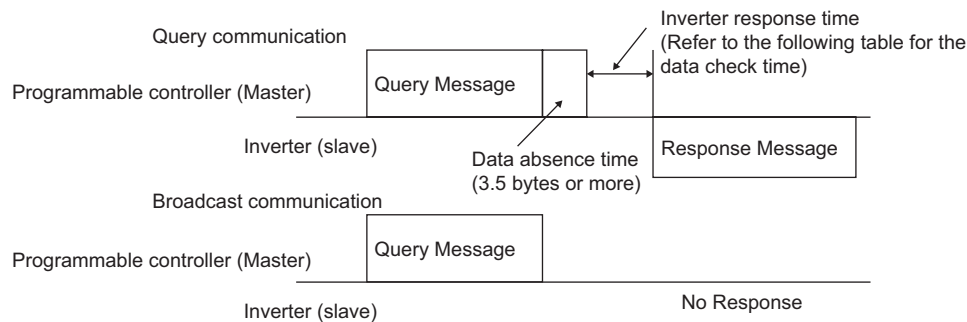 Query communication
Inverter response time
(Refer to the following table for the
data check time)
Programmable controller (Master)
Query Message
Inverter (slave)
Data absence time
(3.5 bytes or more)
Response Message
Broadcast communication
Programmable controller (Master)
Query Message
Inverter (slave)
No Response